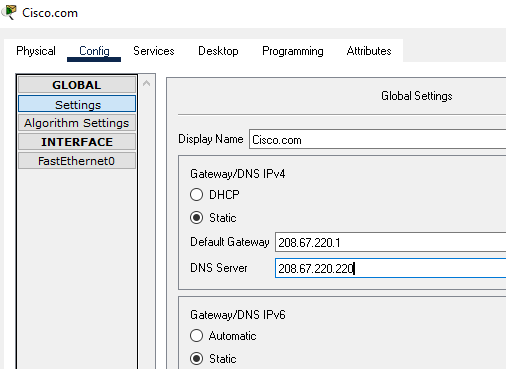 Cisco.com
Physical Config Services Desktop Programming Attributes
GLOBAL
Settings
Algorithm Settings
INTERFACE
FastEthernet0
Global Settings
Display Name Cisco.com
Gateway/DNS IPv4
DHCP
Static
Default Gateway 208.67.220.1
DNS Server 208.67.220.220
Gateway/DNS IPv6
Automatic
Static